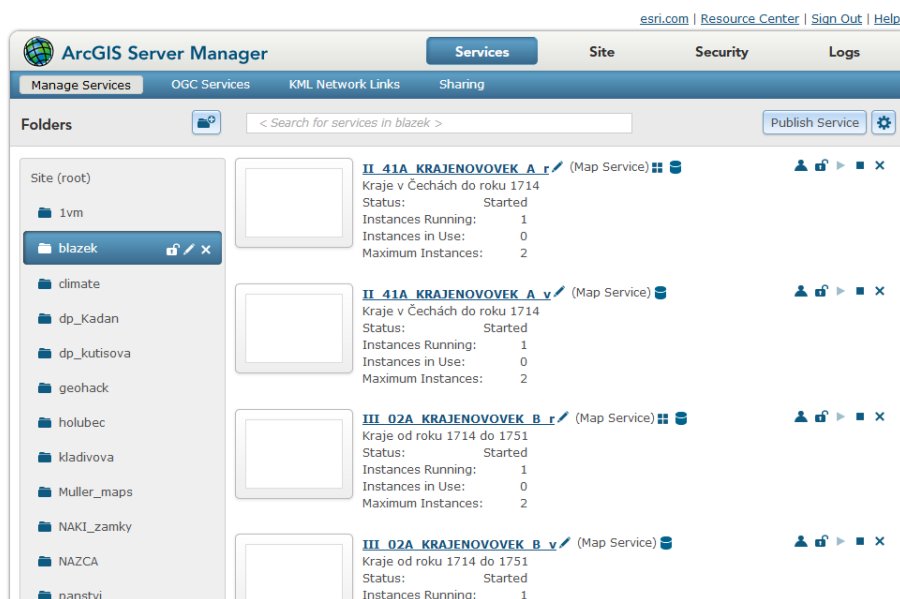 esri.com | Resource Center | Sign Out | Help
ArcGIS Server Manager
Services Site Security Logs
Manage Services OGC Services KML Network Links Sharing
Folders
< Search for services in blazek >
Publish Service
Site (root)
1vm
blazek
climate
dp_Kadan
dp_kutisova
geohack
holubec
kladivova
Muller_maps
NAKI_zamky
NAZCA
panstvi
II_41A_KRAJENOVOVEK_A_r (Map Service)
Kraje v Čechách do roku 1714
Status: Started
Instances Running: 1
Instances in Use: 0
Maximum Instances: 2
II_41A_KRAJENOVOVEK_A_v (Map Service)
Kraje v Čechách do roku 1714
Status: Started
Instances Running: 1
Instances in Use: 0
Maximum Instances: 2
III_02A_KRAJENOVOVEK_B_r (Map Service)
Kraje od roku 1714 do 1751
Status: Started
Instances Running: 1
Instances in Use: 0
Maximum Instances: 2
III_02A_KRAJENOVOVEK_B_v (Map Service)
Kraje od roku 1714 do 1751
Status: Started
Instances Running: 1